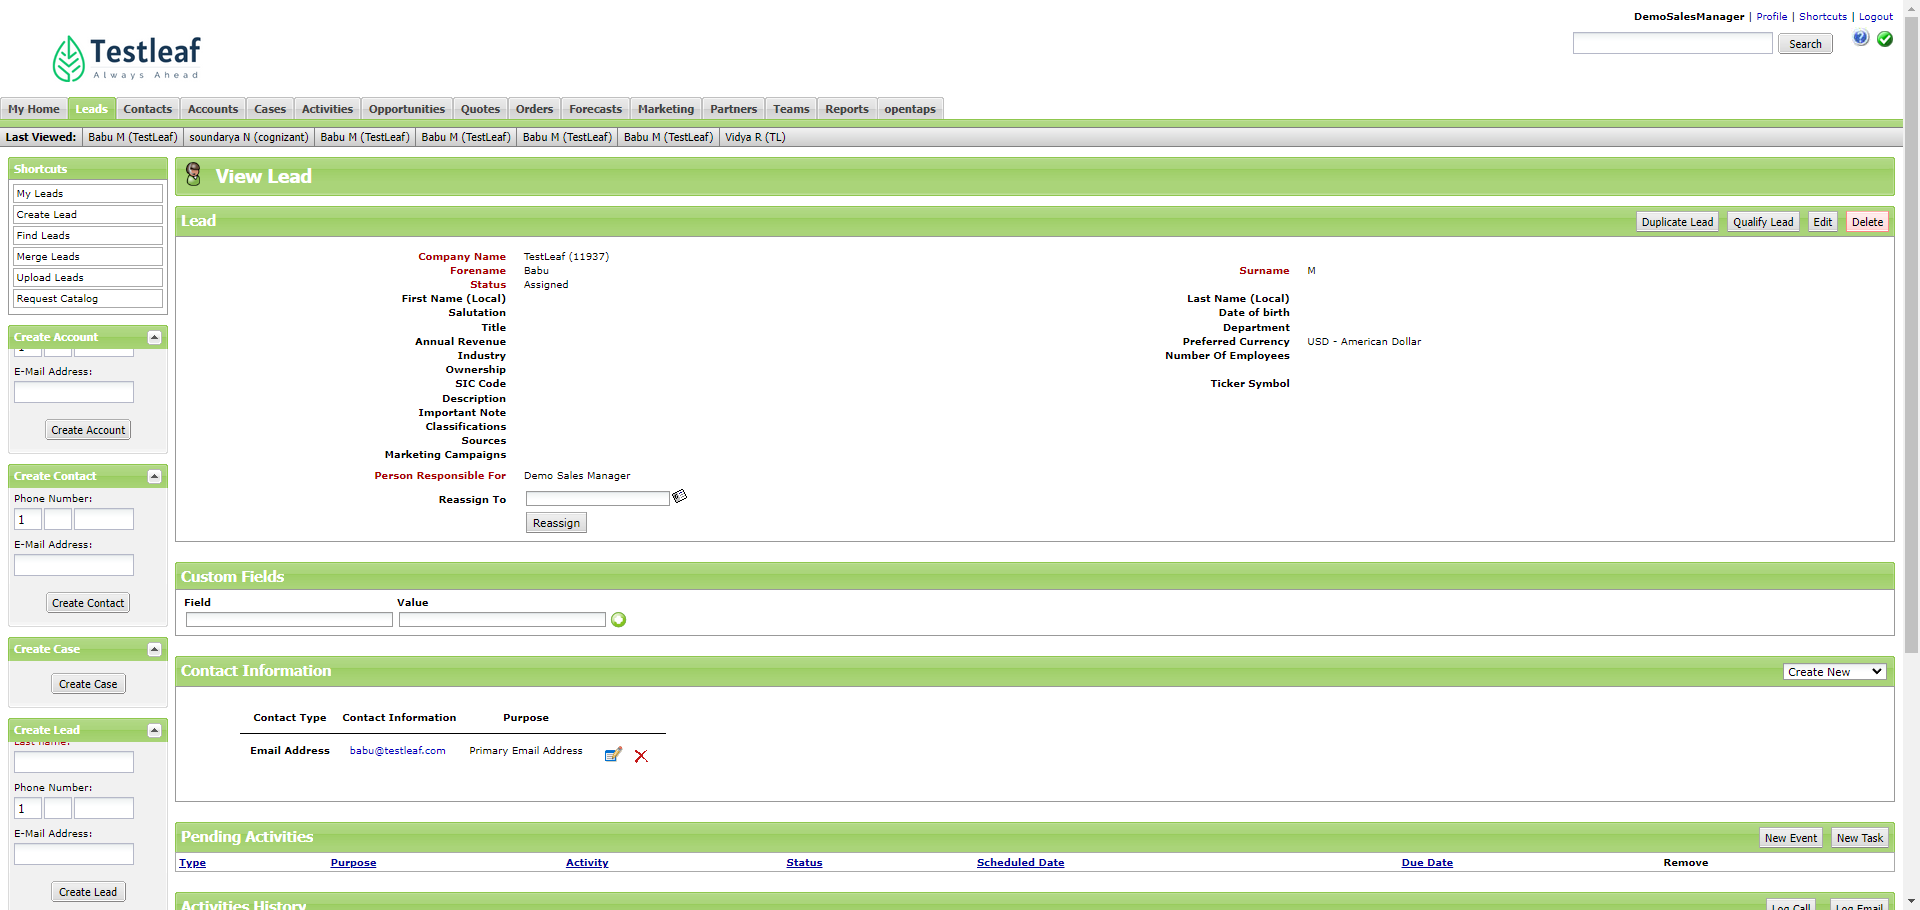 DemoSalesManager | Profile | Shortcuts | Logout
Testleaf
Always Ahead
Search
My Home Leads Contacts Accounts Cases Activities Opportunities Quotes Orders Forecasts Marketing Partners Teams Reports opentaps
Last Viewed: Babu M (TestLeaf) soundarya N (cognizant) Babu M (TestLeaf) Babu M (TestLeaf) Babu M (TestLeaf) Babu M (TestLeaf) Vidya R (TL)
Shortcuts
My Leads
Create Lead
Find Leads
Merge Leads
Upload Leads
Request Catalog
Create Account
E-Mail Address:
Create Account
Create Contact
Phone Number:
1
E-Mail Address:
Create Contact
Create Case
Create Case
Create Lead
Last name:
Phone Number:
1
E-Mail Address:
Create Lead
View Lead
Lead Duplicate Lead Qualify Lead Edit Delete
Company Name TestLeaf (11937)
Forename Babu Surname M
Status Assigned
First Name (Local) Last Name (Local)
Salutation Date of birth
Title Department
Annual Revenue Preferred Currency USD - American Dollar
Industry Number Of Employees
Ownership
SIC Code Ticker Symbol
Description
Important Note
Classifications
Sources
Marketing Campaigns
Person Responsible For Demo Sales Manager
Reassign To
Reassign
Custom Fields
Field Value
Contact Information Create New
Contact Type Contact Information Purpose
Email Address babu@testleaf.com Primary Email Address
Pending Activities New Event New Task
Type Purpose Activity Status Scheduled Date Due Date Remove
Activities History Log Call Log Email